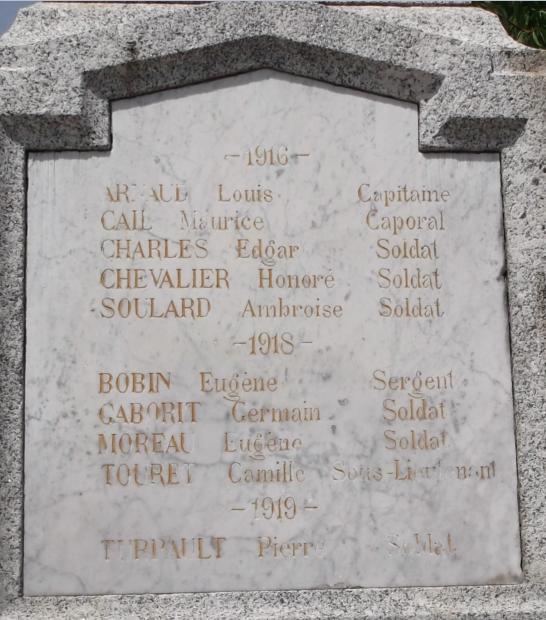 – 1916 –
ARNAUD Louis Capitaine
CAIL Maurice Caporal
CHARLES Edgar Soldat
CHEVALIER Honoré Soldat
SOULARD Ambroise Soldat
– 1918 –
BOBIN Eugène Sergent
GABORIT Germain Soldat
MOREAU Eugène Soldat
TOURET Camille Sous-Lieutenant
– 1919 –
TURPAULT Pierre Soldat